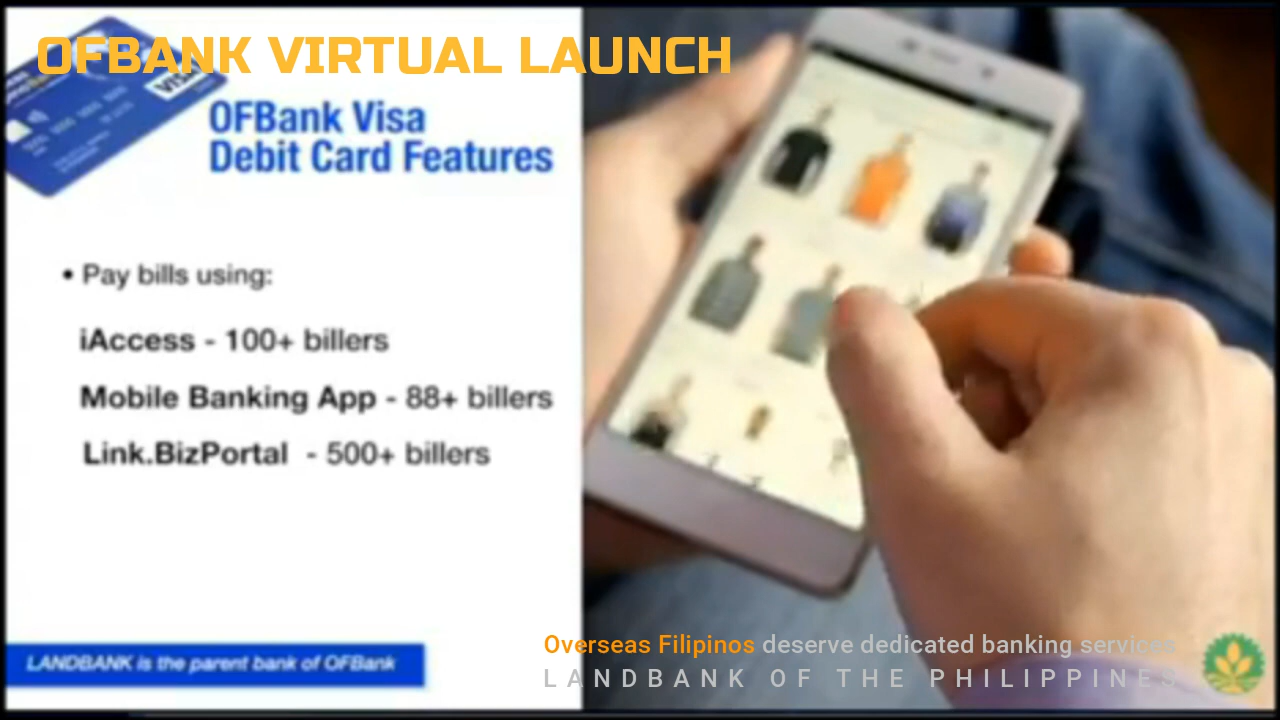 OFBANK VIRTUAL LAUNCH
VISA
OFBank Visa
Debit Card Features
• Pay bills using:
iAccess - 100+ billers
Mobile Banking App - 88+ billers
Link.BizPortal - 500+ billers
Overseas Filipinos deserve dedicated banking services
LANDBANK is the parent bank of OFBank
LANDBANK OF THE PHILIPPINES